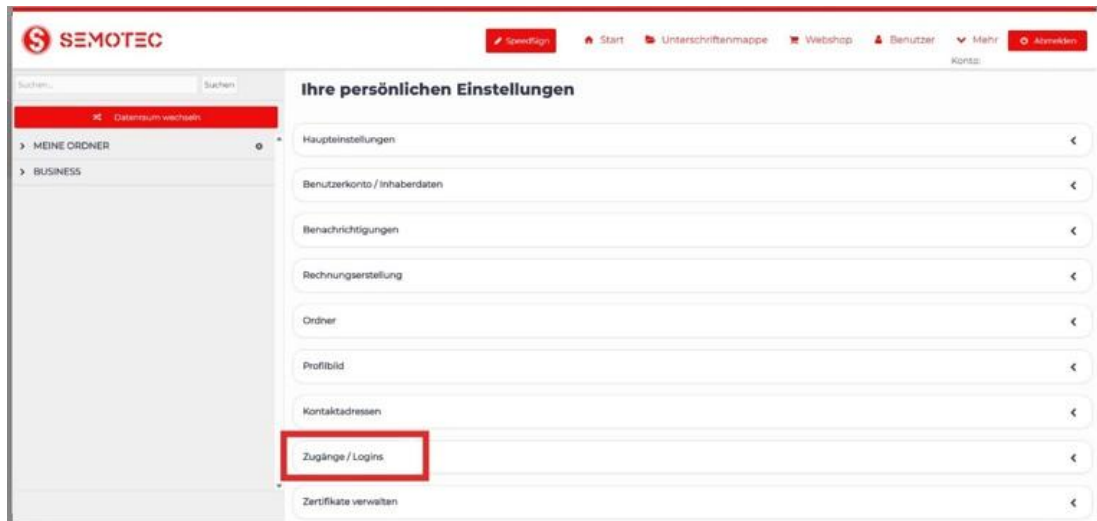 SEMOTEC
SpeedSign
Start
Unterschriftenmappe
Webshop
Benutzer
Mehr
Abmelden
Konto:
Suchen...
Suchen
Datenraum wechseln
MEINE ORDNER
BUSINESS
Ihre persönlichen Einstellungen
Haupteinstellungen
Benutzerkonto / Inhaberdaten
Benachrichtigungen
Rechnungserstellung
Ordner
Profilbild
Kontaktadressen
Zugänge / Logins
Zertifikate verwalten